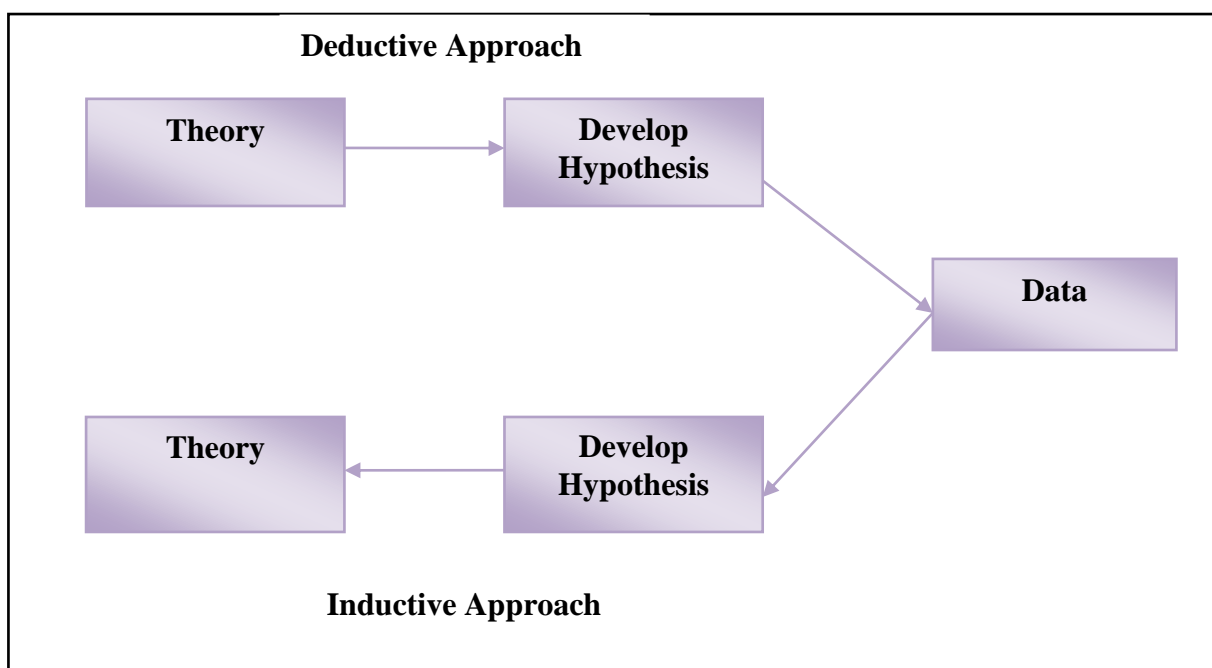 Deductive Approach
Theory
Develop
Hypothesis
Data
Theory
Develop
Hypothesis
Inductive Approach